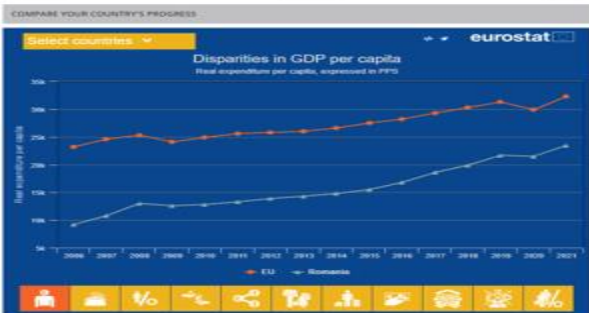 COMPARE YOUR COUNTRY'S PROGRESS
Select countries
eurostat
Disparities in GDP per capita
Real expenditure per capita, expressed in PPS
Real expenditure per capita
35k
30k
25k
20k
15k
10k
5k
2006 2007 2008 2009 2010 2011 2012 2013 2014 2015 2016 2017 2018 2019 2020 2021
EU Romania